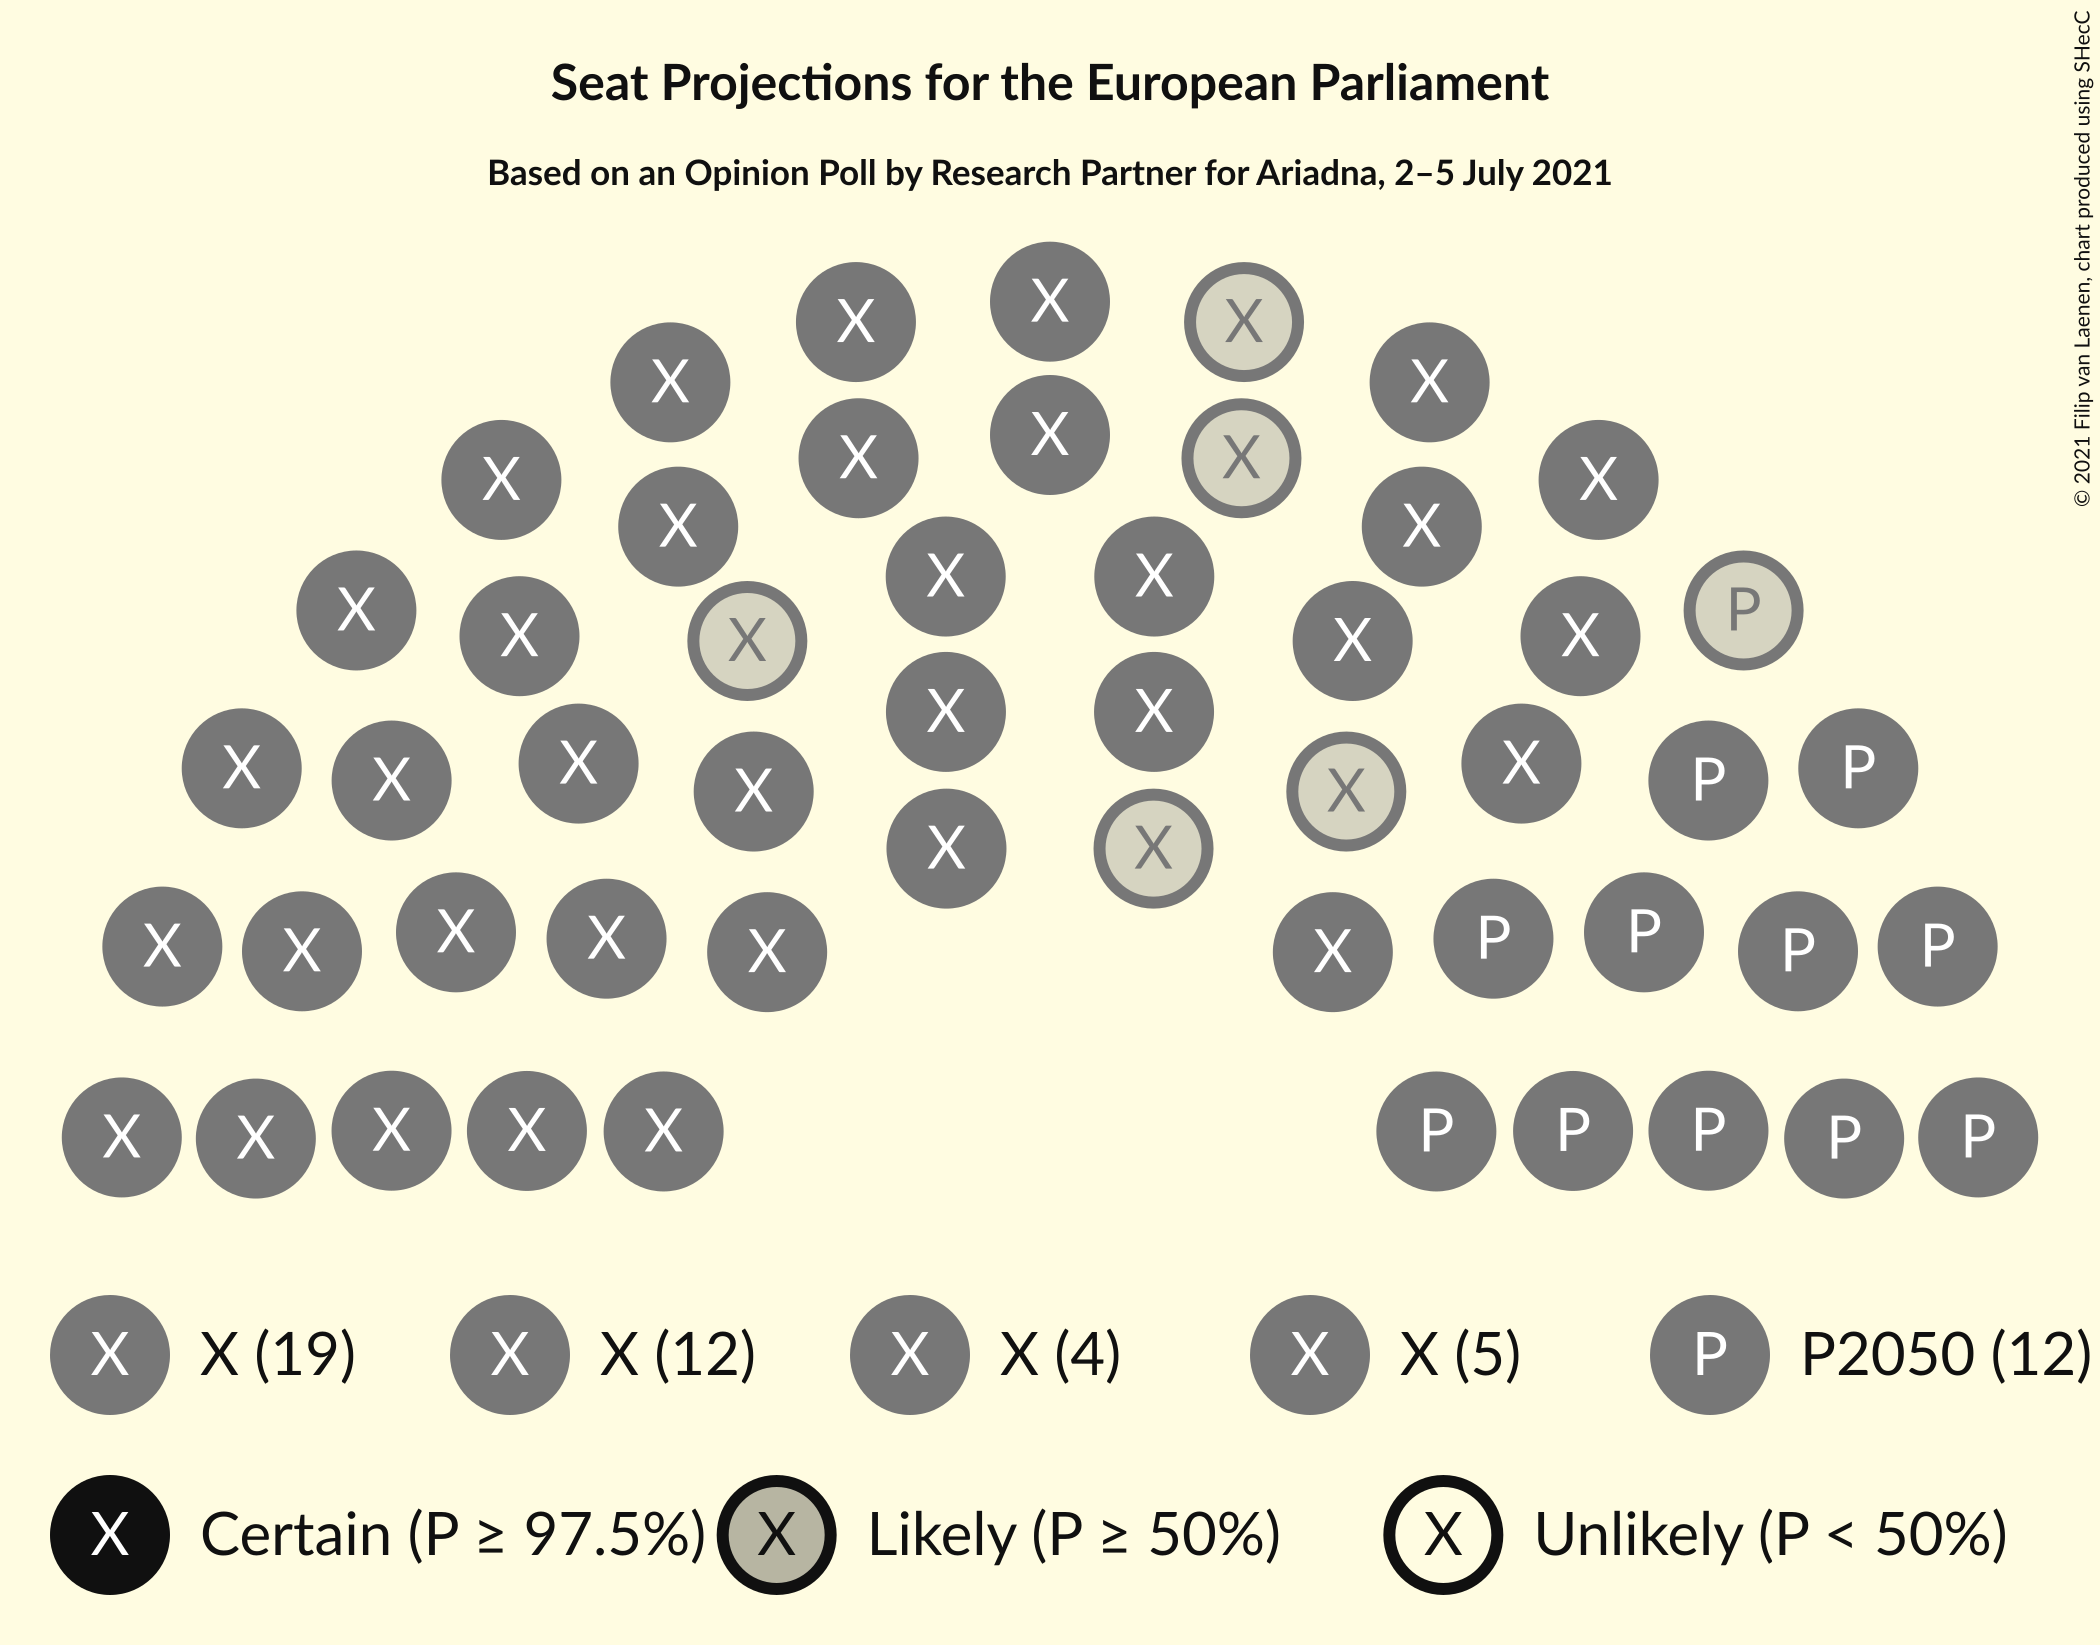 Seat Projections for the European Parliament
Based on an Opinion Poll by Research Partner for Ariadna, 2–5 July 2021
© 2021 Filip van Laenen, chart produced using SHecC
X X X X X
X X X X
X X X X
X X X
X X X X X X
X X X P
X X X
X X X X X X P P
X X
X X X X P P P P
X X X
X X X X X P P P P P
X X (19) X X (12) X X (4) X X (5) P P2050 (12)
X Certain (P ≥ 97.5%) X Likely (P ≥ 50%) X Unlikely (P < 50%)